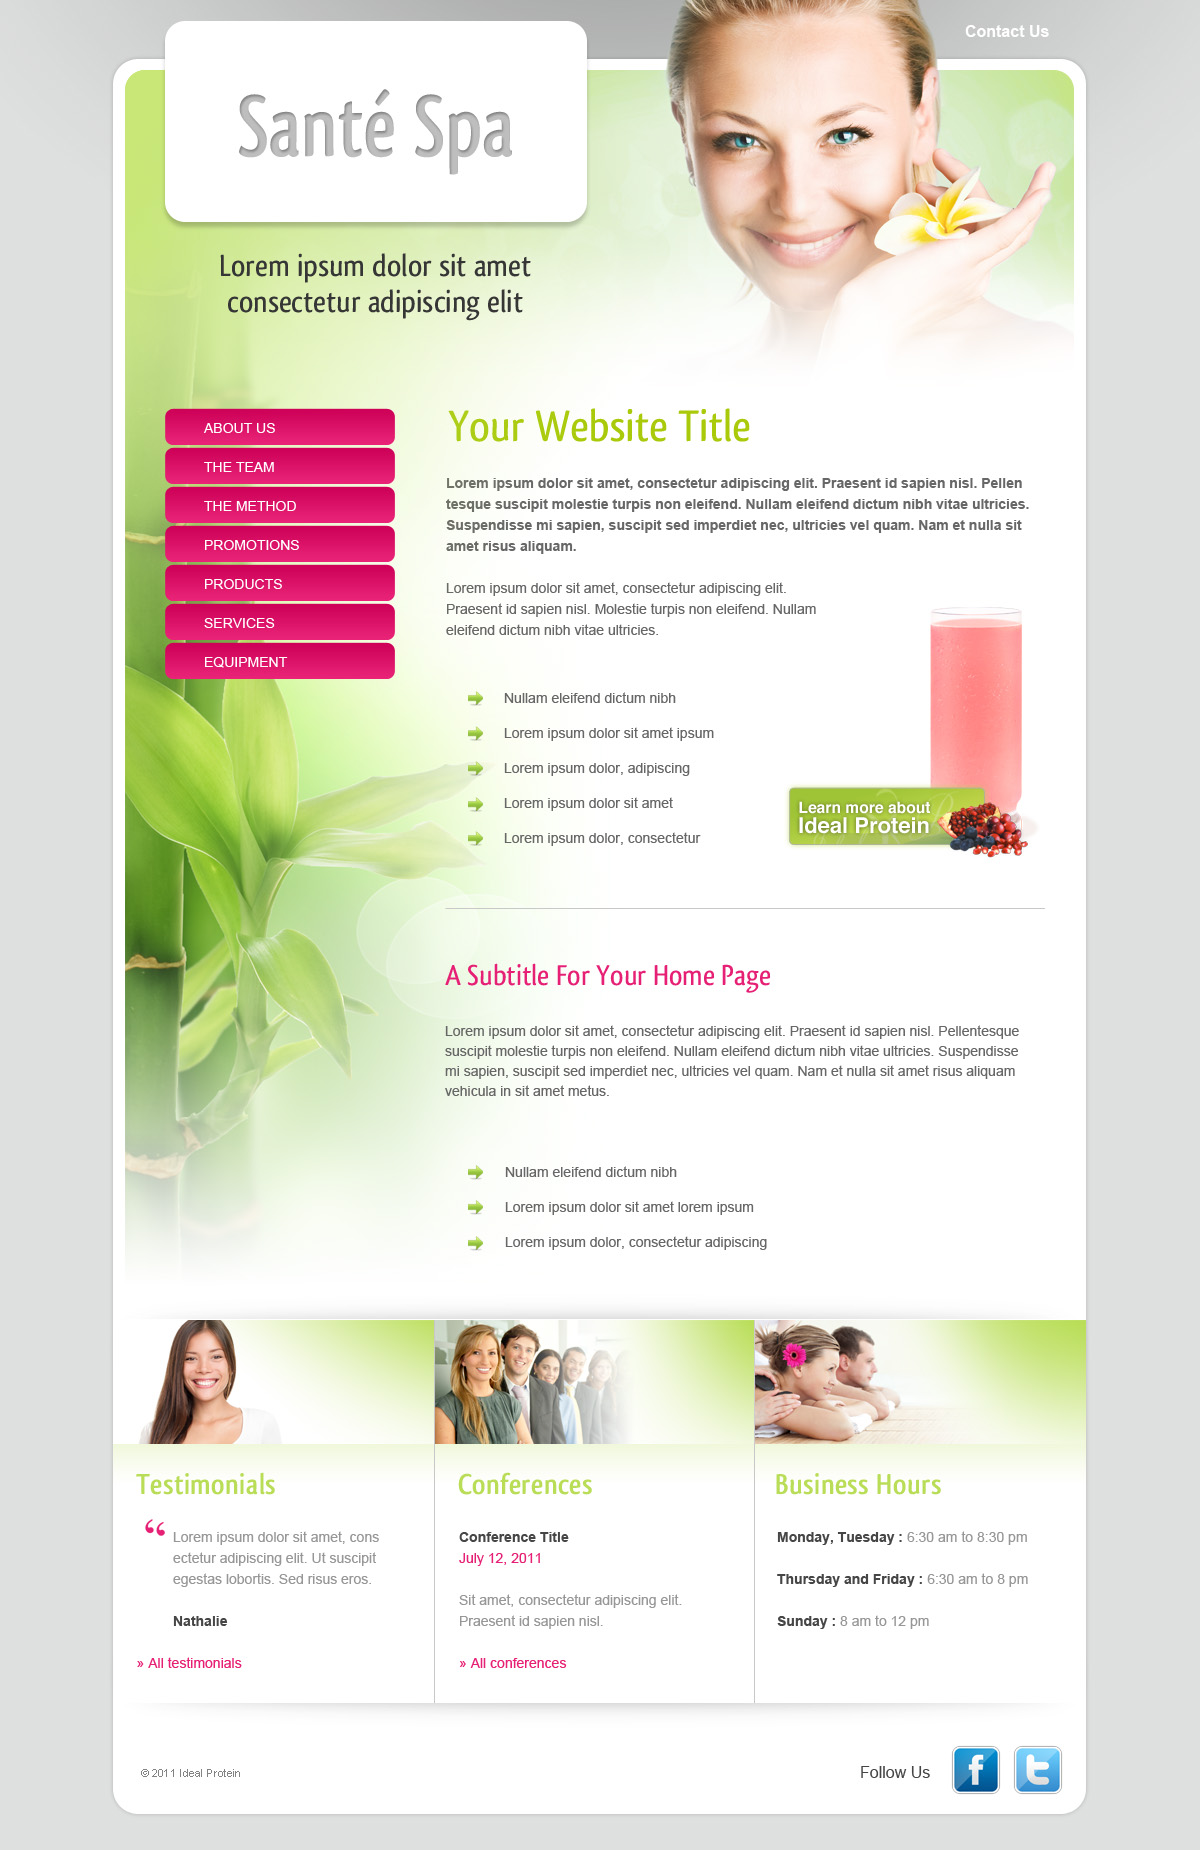 Contact Us
Santé Spa
Lorem ipsum dolor sit amet
consectetur adipiscing elit
ABOUT US
THE TEAM
THE METHOD
PROMOTIONS
PRODUCTS
SERVICES
EQUIPMENT
Your Website Title
Lorem ipsum dolor sit amet, consectetur adipiscing elit. Praesent id sapien nisl. Pellen
tesque suscipit molestie turpis non eleifend. Nullam eleifend dictum nibh vitae ultricies.
Suspendisse mi sapien, suscipit sed imperdiet nec, ultricies vel quam. Nam et nulla sit
amet risus aliquam.
Lorem ipsum dolor sit amet, consectetur adipiscing elit.
Praesent id sapien nisl. Molestie turpis non eleifend. Nullam
eleifend dictum nibh vitae ultricies.
Nullam eleifend dictum nibh
Lorem ipsum dolor sit amet ipsum
Lorem ipsum dolor, adipiscing
Lorem ipsum dolor sit amet
Lorem ipsum dolor, consectetur
Learn more about
Ideal Protein
A Subtitle For Your Home Page
Lorem ipsum dolor sit amet, consectetur adipiscing elit. Praesent id sapien nisl. Pellentesque
suscipit molestie turpis non eleifend. Nullam eleifend dictum nibh vitae ultricies. Suspendisse
mi sapien, suscipit sed imperdiet nec, ultricies vel quam. Nam et nulla sit amet risus aliquam
vehicula in sit amet metus.
Nullam eleifend dictum nibh
Lorem ipsum dolor sit amet lorem ipsum
Lorem ipsum dolor, consectetur adipiscing
Testimonials
“ Lorem ipsum dolor sit amet, cons
ectetur adipiscing elit. Ut suscipit
egestas lobortis. Sed risus eros.
Nathalie
» All testimonials
Conferences
Conference Title
July 12, 2011
Sit amet, consectetur adipiscing elit.
Praesent id sapien nisl.
» All conferences
Business Hours
Monday, Tuesday : 6:30 am to 8:30 pm
Thursday and Friday : 6:30 am to 8 pm
Sunday : 8 am to 12 pm
© 2011 Ideal Protein
Follow Us
f
t